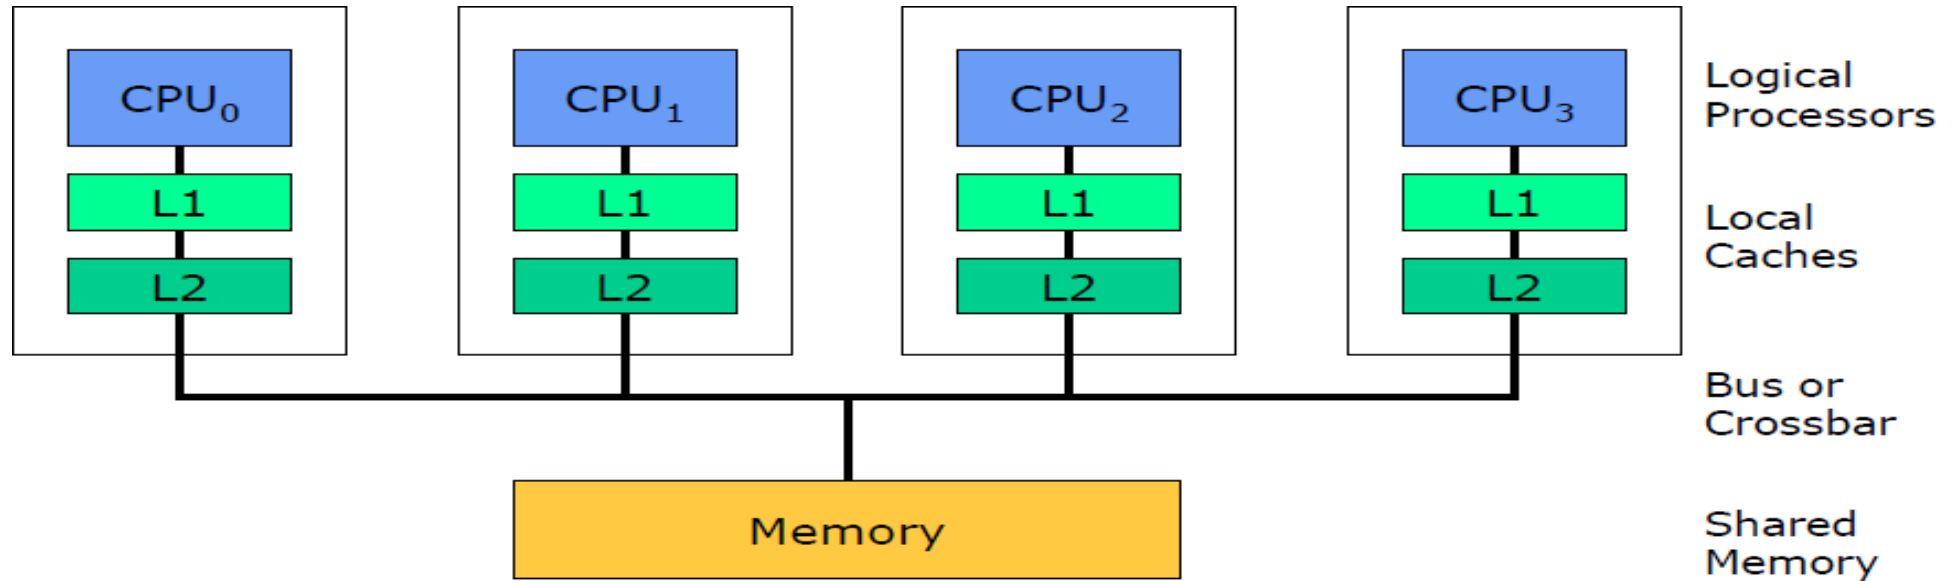 CPU₀ CPU₁ CPU₂ CPU₃ Logical
Processors
L1 L1 L1 L1
Local
Caches
L2 L2 L2 L2
Bus or
Crossbar
Memory
Shared
Memory